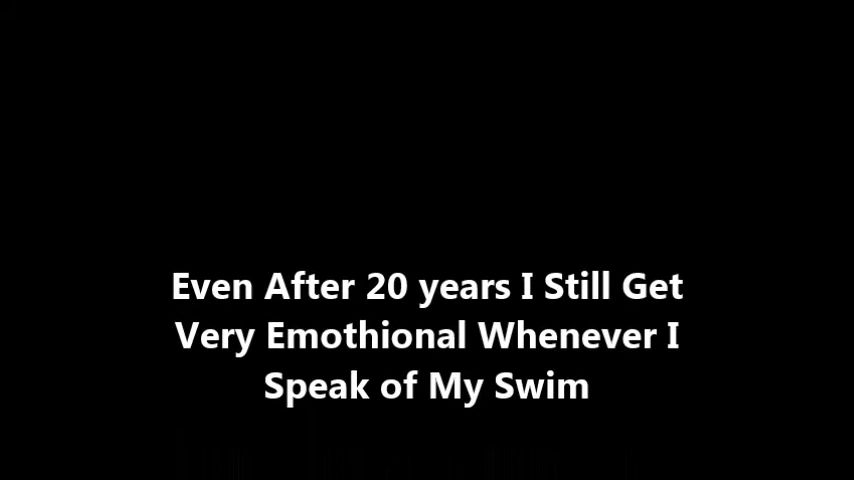 Even After 20 years I Still Get
Very Emothional Whenever I
Speak of My Swim